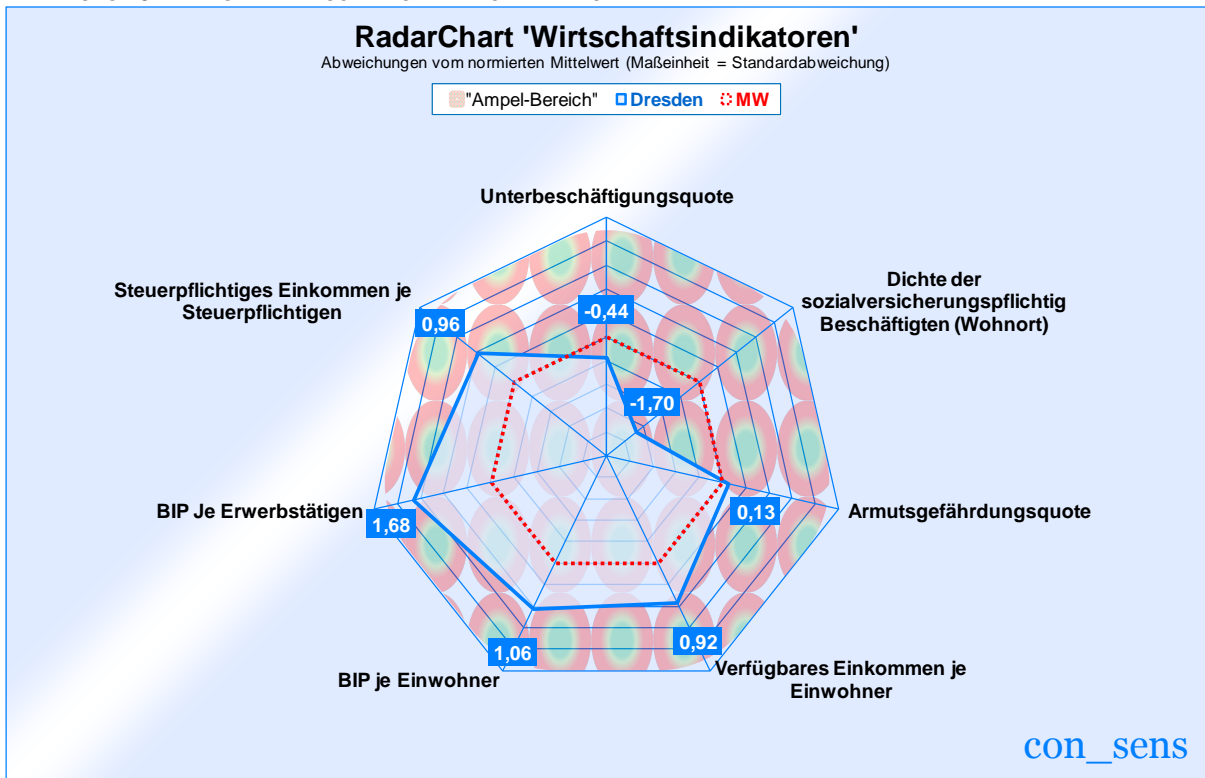 RadarChart 'Wirtschaftsindikatoren'
Abweichungen vom normierten Mittelwert (Maßeinheit = Standardabweichung)
"Ampel-Bereich" Dresden MW
Unterbeschäftigungsquote
Dichte der
sozialversicherungspflichtig
Beschäftigten (Wohnort)
Steuerpflichtiges Einkommen je
Steuerpflichtigen
0,96
-0,44
-1,70
BIP Je Erwerbstätigen
1,68
0,13
Armutsgefährdungsquote
BIP je Einwohner
1,06
0,92
Verfügbares Einkommen je
Einwohner
con_sens